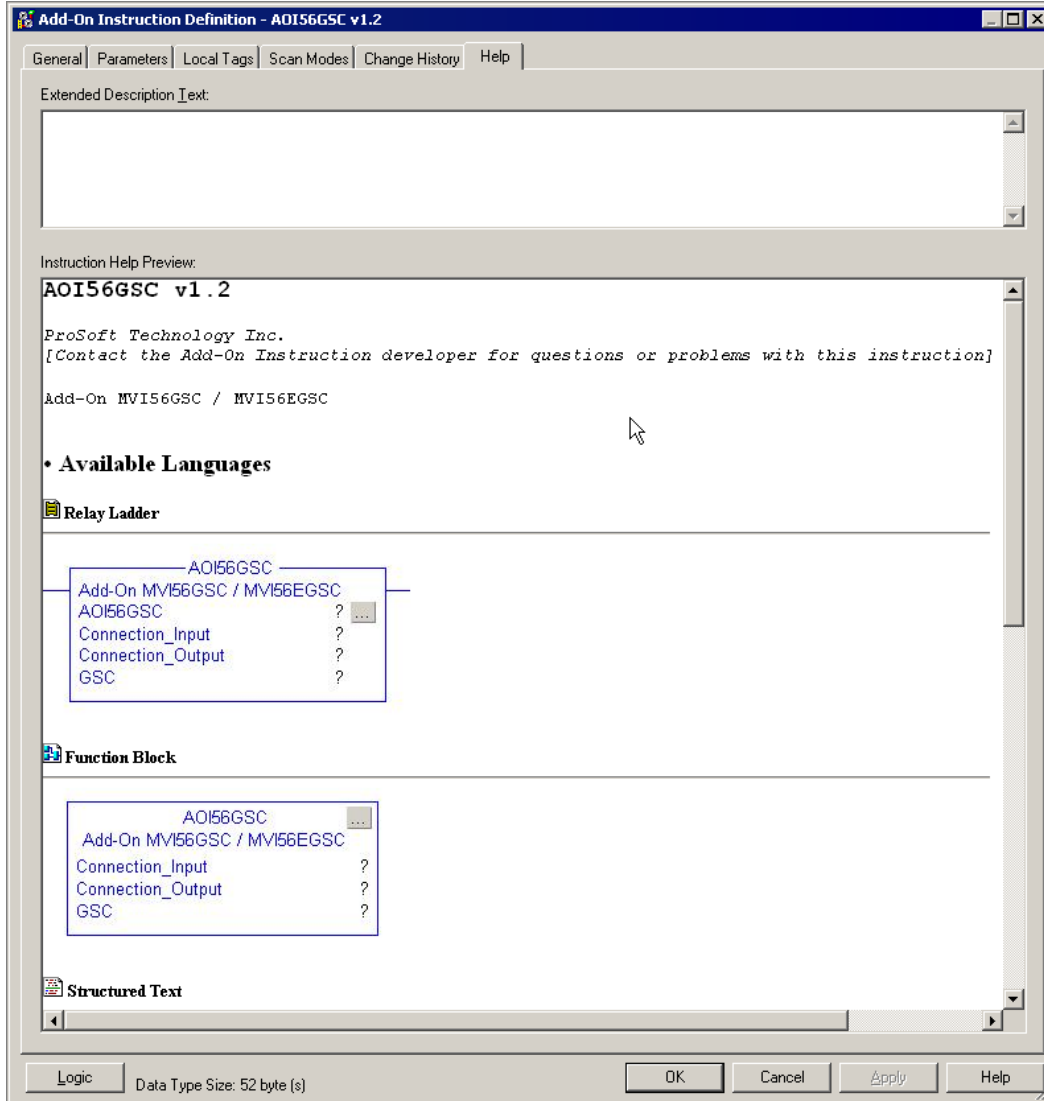 Add-On Instruction Definition - AOI56GSC v1.2
General Parameters Local Tags Scan Modes Change History Help
Extended Description Text:
Instruction Help Preview:
AOI56GSC v1.2
ProSoft Technology Inc.
[Contact the Add-On Instruction developer for questions or problems with this instruction]
Add-On MVI56GSC / MVI56EGSC
• Available Languages
Relay Ladder
AOI56GSC
Add-On MVI56GSC / MVI56EGSC
AOI56GSC ? ...
Connection_Input ?
Connection_Output ?
GSC ?
Function Block
AOI56GSC ...
Add-On MVI56GSC / MVI56EGSC
Connection_Input ?
Connection_Output ?
GSC ?
Structured Text
Logic Data Type Size: 52 byte (s) OK Cancel Apply Help